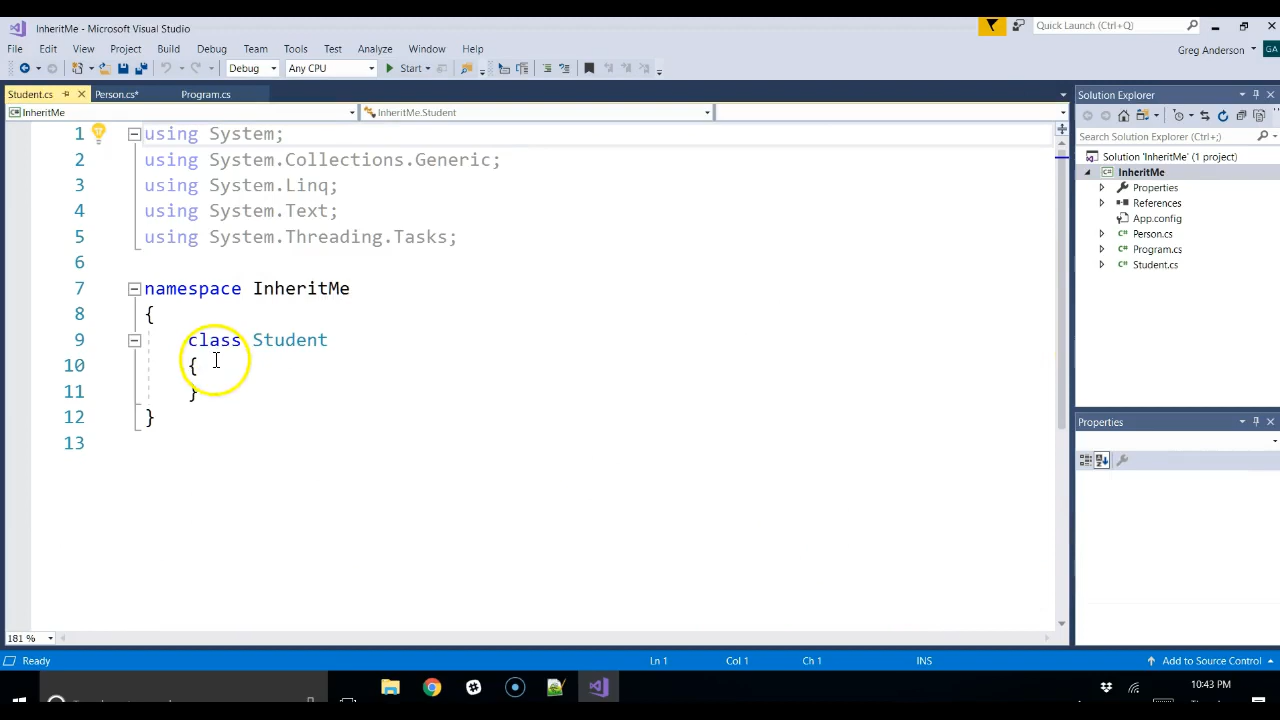 InheritMe - Microsoft Visual Studio
Quick Launch (Ctrl+;)
File Edit View Project Build Debug Team Tools Test Analyze Window Help
Greg Anderson GA
Debug Any CPU Start
Student.cs Person.cs* Program.cs
InheritMe InheritMe.Student
Solution Explorer
Search Solution Explorer (Ctrl+;)
Solution 'InheritMe' (1 project)
InheritMe
Properties
References
App.config
Person.cs
Program.cs
Student.cs
1 using System;
2 using System.Collections.Generic;
3 using System.Linq;
4 using System.Text;
5 using System.Threading.Tasks;
6
7 namespace InheritMe
8 {
9 class Student
10 {
11 }
12 }
13
Properties
181 %
Ready Ln 1 Col 1 Ch 1 INS Add to Source Control
10:43 PM